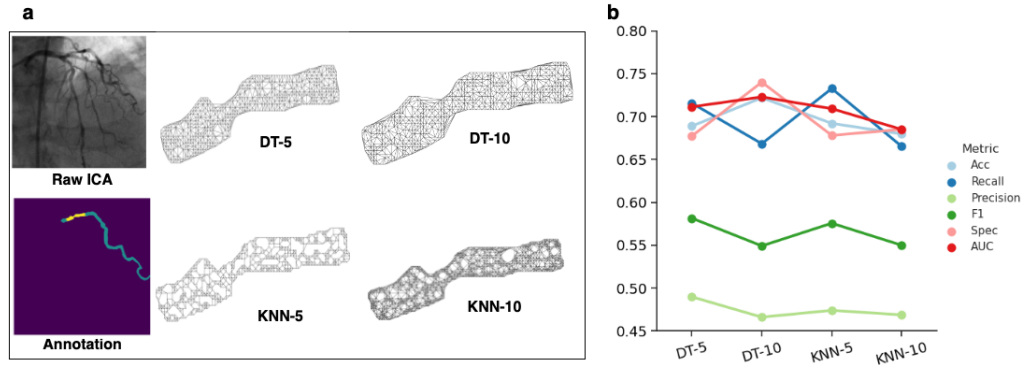 a
Raw ICA
DT-5
DT-10
Annotation
KNN-5
KNN-10
b
0.80
0.75
0.70
0.65
0.60
0.55
0.50
0.45
DT-5
DT-10
KNN-5
KNN-10
Metric
Acc
Recall
Precision
F1
Spec
AUC